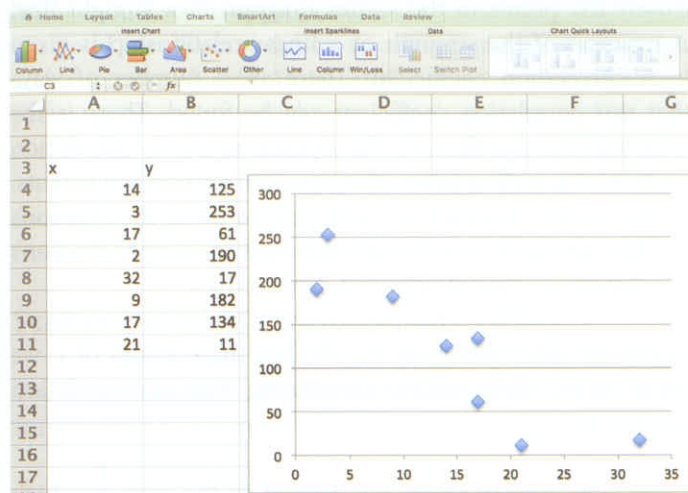 Home Layout Tables Charts SmartArt Formulas Data Review
Insert Chart Insert Sparklines Data Chart Quick Layouts
Column Line Pie Bar Area Scatter Other Line Column Win/Loss Select Switch Plot
C3 fx
A B C D E F G
1
2
3 x y
4 14 125
5 3 253
6 17 61
7 2 190
8 32 17
9 9 182
10 17 134
11 21 11
12
13
14
15
16
17
300
250
200
150
100
50
0
0 5 10 15 20 25 30 35